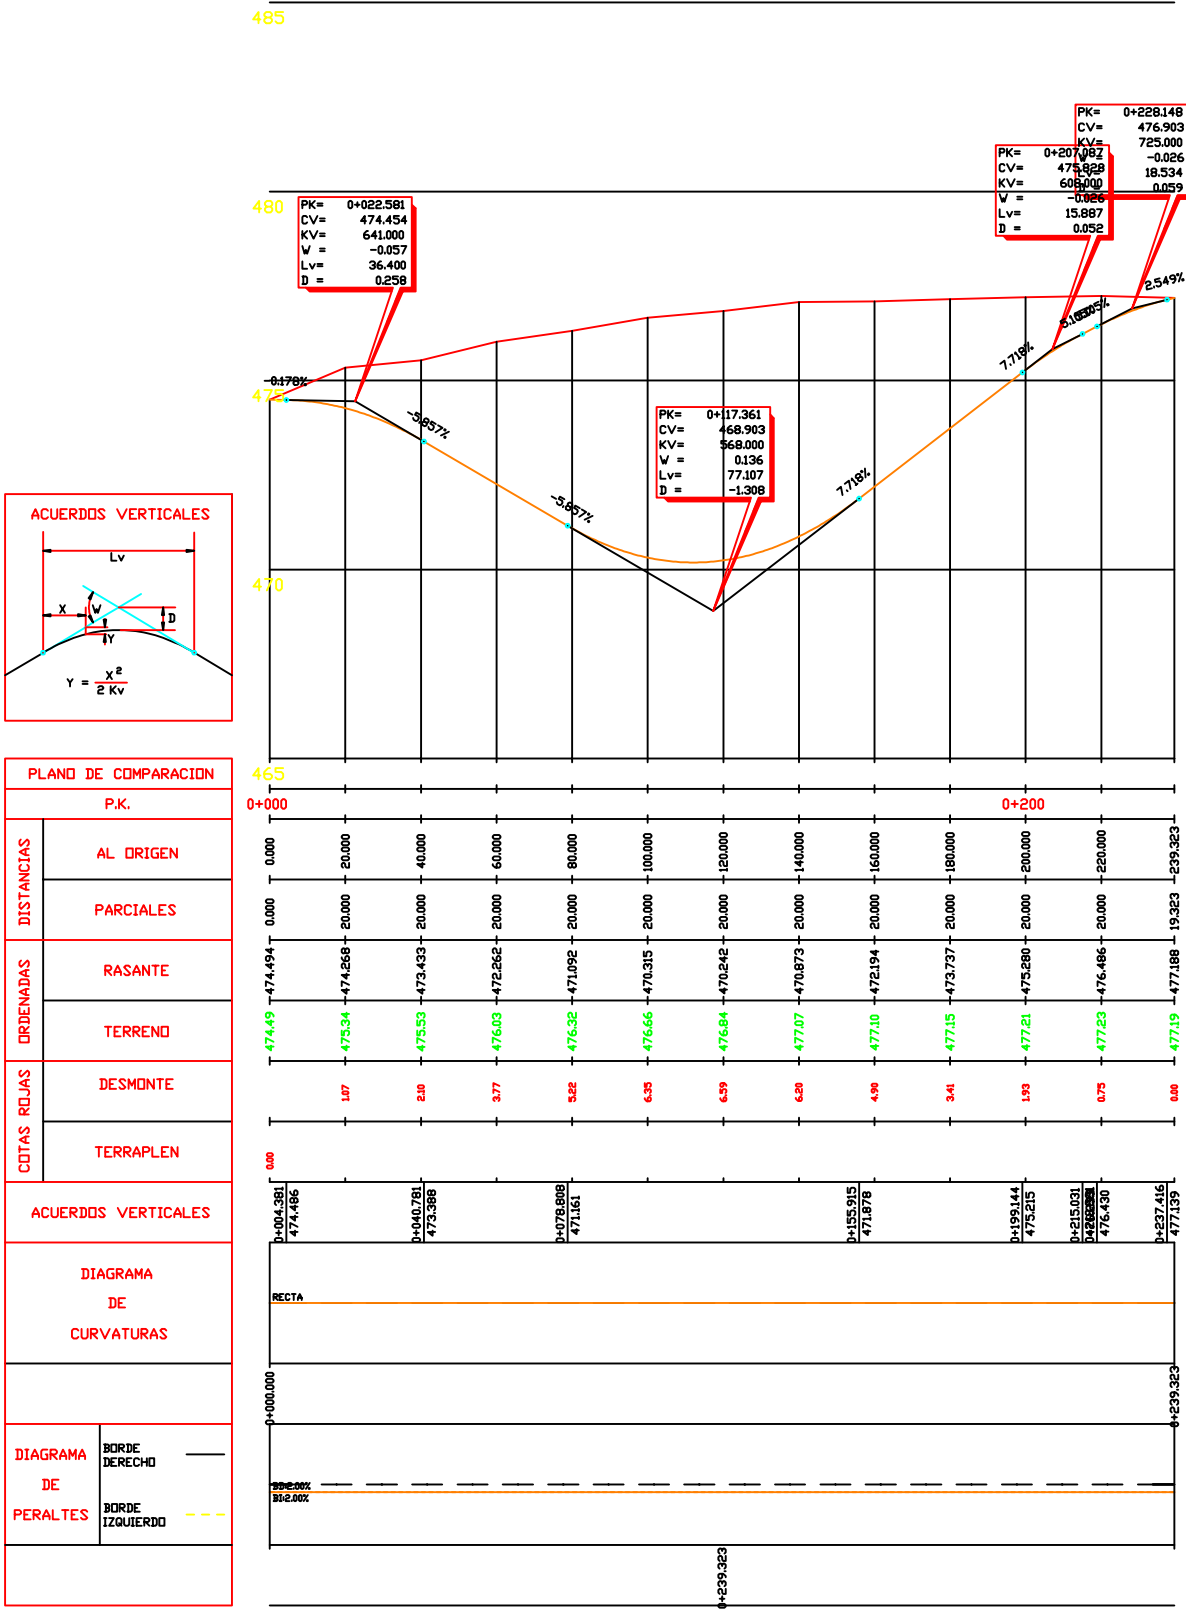 485
480
475
470
465
PK= 0+022.581
CV= 474.454
KV= 641.000
W = -0.057
Lv= 36.400
D = 0.258
PK= 0+117.361
CV= 468.903
KV= 568.000
W = 0.136
Lv= 77.107
D = -1.308
PK= 0+207.087
CV= 475.828
KV= 608.000
W = -0.026
Lv= 15.887
D = 0.052
PK= 0+228.148
CV= 476.903
KV= 725.000
-0.026
18.534
0.059
-0.178%
-5.857%
-5.857%
7.718%
7.718%
2.549%
ACUERDOS VERTICALES
Lv
X
W
D
Y
Y = X²
2 Kv
PLANO DE COMPARACION
P.K.
0+000
0+200
DISTANCIAS
AL ORIGEN
0.000 20.000 40.000 60.000 80.000 100.000 120.000 140.000 160.000 180.000 200.000 220.000 239.323
PARCIALES
0.000 20.000 20.000 20.000 20.000 20.000 20.000 20.000 20.000 20.000 20.000 20.000 19.323
ORDENADAS
RASANTE
474.494 474.268 473.433 472.262 471.092 470.315 470.242 470.873 472.194 473.737 475.280 476.486 477.188
TERRENO
474.49 475.34 475.53 476.03 476.32 476.66 476.84 477.07 477.10 477.15 477.21 477.23 477.19
COTAS ROJAS
DESMONTE
1.07 2.10 3.77 5.22 6.35 6.59 6.20 4.90 3.41 1.93 0.75 0.00
TERRAPLEN
0.00
ACUERDOS VERTICALES
0+004.381
474.486
0+040.781
473.388
0+078.808
471.161
0+155.915
471.878
0+199.144
475.215
0+215.031
476.430
0+237.416
477.139
DIAGRAMA
DE
CURVATURAS
RECTA
0+000.000
0+239.323
DIAGRAMA
DE
PERALTES
BORDE
DERECHO
BORDE
IZQUIERDO
BI-2.00%
0+239.323